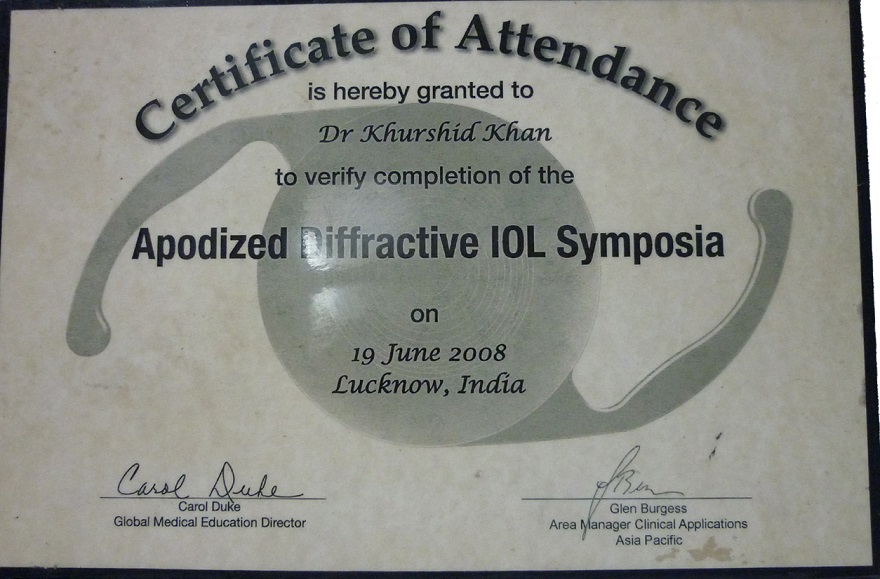 Certificate of Attendance
is hereby granted to
Dr Khurshid Khan
to verify completion of the
Apodized Diffractive IOL Symposia
on
19 June 2008
Lucknow, India
Carol Duke
Carol Duke
Global Medical Education Director
Glen Burgess
Area Manager Clinical Applications
Asia Pacific